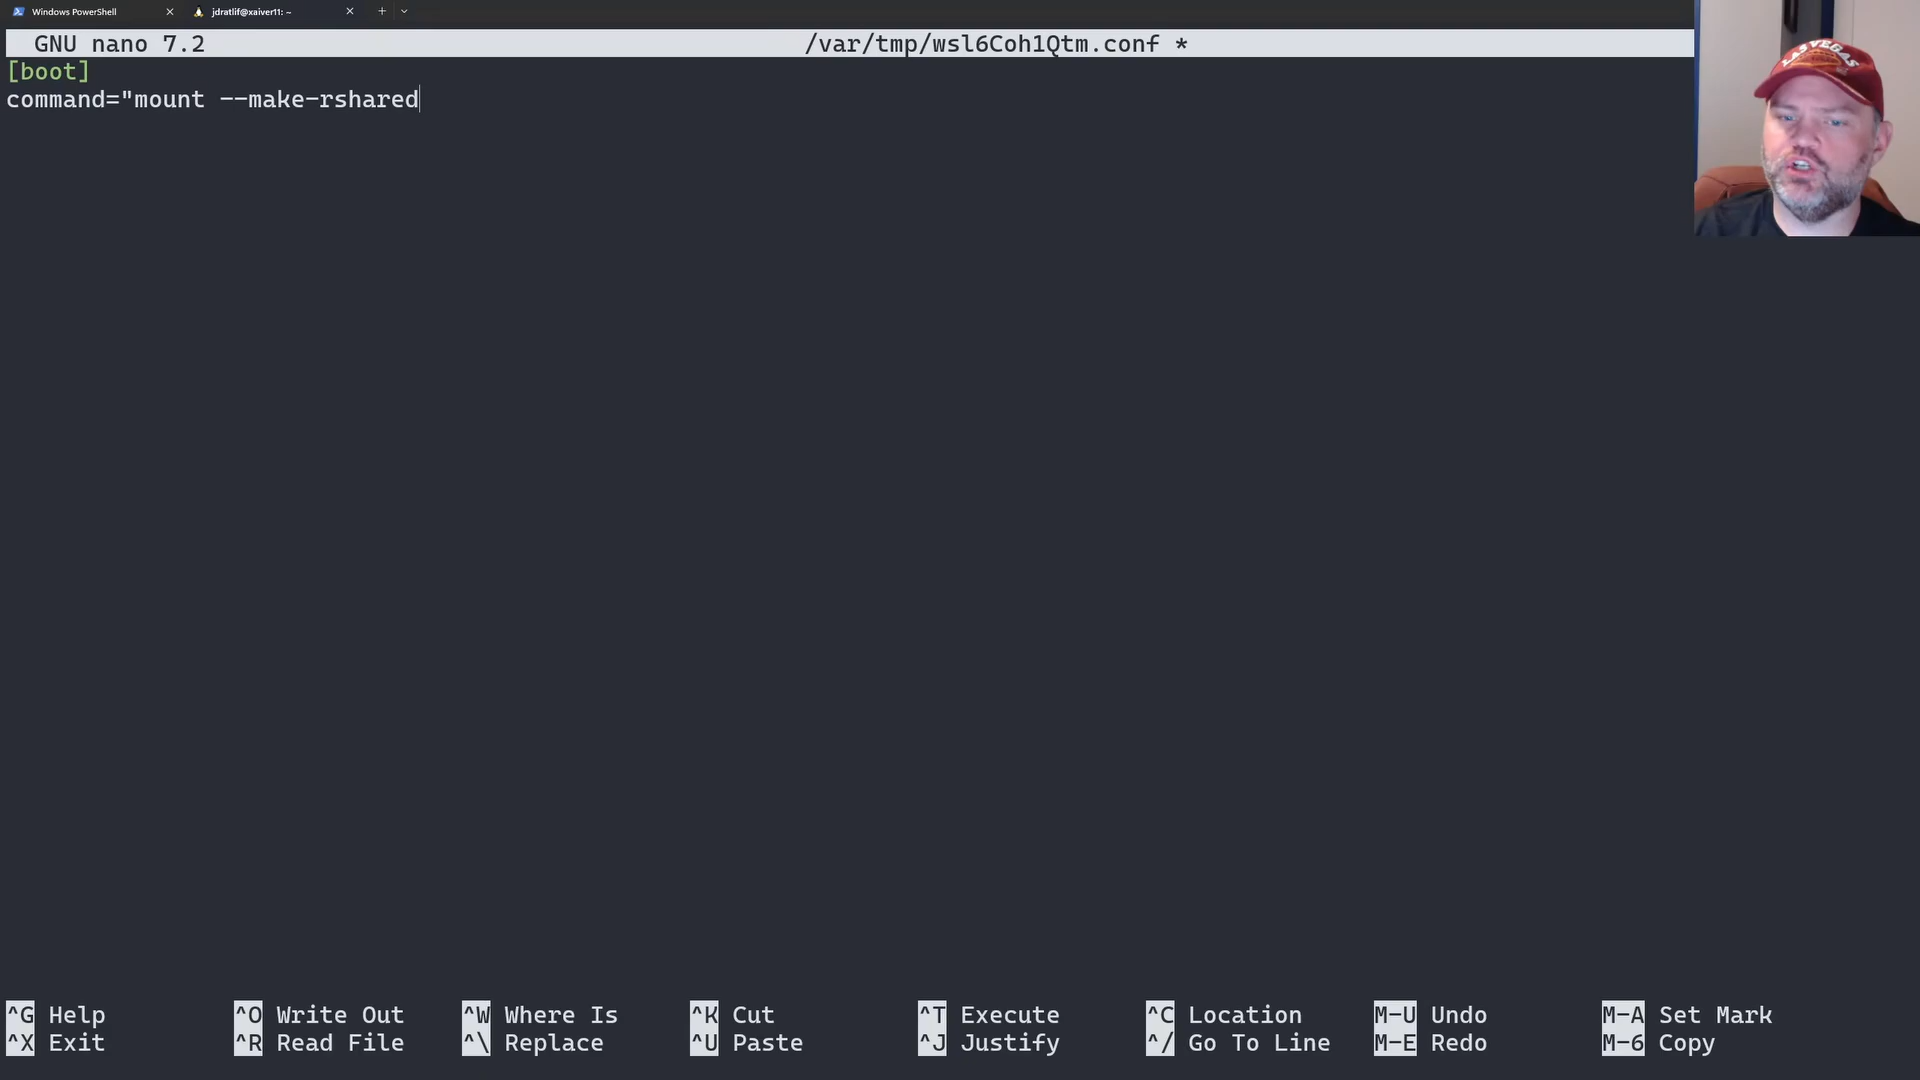 Windows PowerShell
jdratlif@xaiver11: ~
GNU nano 7.2 /var/tmp/wsl6Coh1Qtm.conf *
[boot]
command="mount --make-rshared
LAS VEGAS
^G Help ^O Write Out ^W Where Is ^K Cut ^T Execute ^C Location M-U Undo M-A Set Mark
^X Exit ^R Read File ^\ Replace ^U Paste ^J Justify ^/ Go To Line M-E Redo M-6 Copy